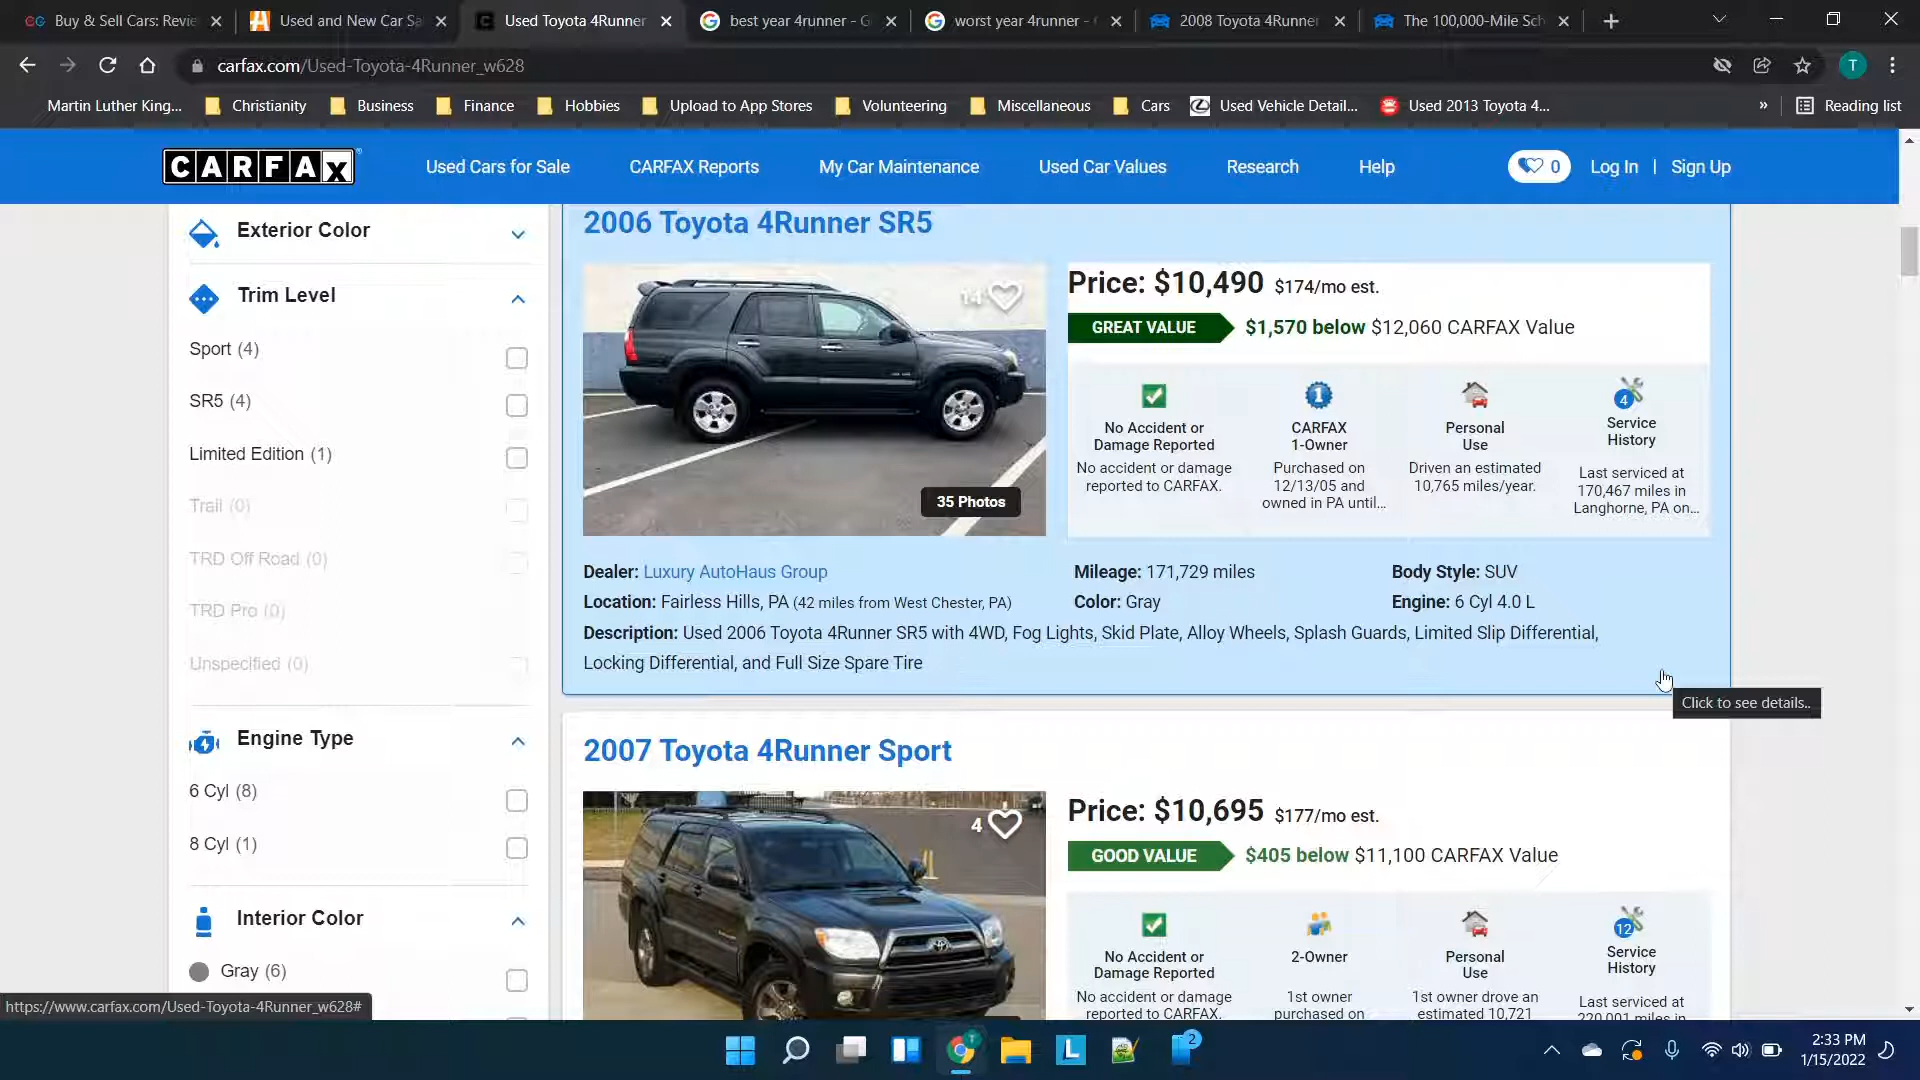 Buy & Sell Cars: Revie
Used and New Car Sa
Used Toyota 4Runner
best year 4runner - G
worst year 4runner -
2008 Toyota 4Runner
The 100,000-Mile Sch
carfax.com/Used-Toyota-4Runner_w628
T
Martin Luther King...
Christianity
Business
Finance
Hobbies
Upload to App Stores
Volunteering
Miscellaneous
Cars
Used Vehicle Detail...
Used 2013 Toyota 4...
»
Reading list
CARFAX
Used Cars for Sale
CARFAX Reports
My Car Maintenance
Used Car Values
Research
Help
0
Log In | Sign Up
Exterior Color
Trim Level
Sport (4)
SR5 (4)
Limited Edition (1)
Trail (0)
TRD Off Road (0)
TRD Pro (0)
Unspecified (0)
Engine Type
6 Cyl (8)
8 Cyl (1)
Interior Color
Gray (6)
https://www.carfax.com/Used-Toyota-4Runner_w628#
2006 Toyota 4Runner SR5
14
35 Photos
Price: $10,490 $174/mo est.
GREAT VALUE $1,570 below $12,060 CARFAX Value
No Accident or
Damage Reported
No accident or damage
reported to CARFAX.
1
CARFAX
1-Owner
Purchased on
12/13/05 and
owned in PA until...
Personal
Use
Driven an estimated
10,765 miles/year.
4
Service
History
Last serviced at
170,467 miles in
Langhorne, PA on...
Dealer: Luxury AutoHaus Group
Mileage: 171,729 miles
Body Style: SUV
Location: Fairless Hills, PA (42 miles from West Chester, PA)
Color: Gray
Engine: 6 Cyl 4.0 L
Description: Used 2006 Toyota 4Runner SR5 with 4WD, Fog Lights, Skid Plate, Alloy Wheels, Splash Guards, Limited Slip Differential,
Locking Differential, and Full Size Spare Tire
Click to see details..
2007 Toyota 4Runner Sport
4
Price: $10,695 $177/mo est.
GOOD VALUE $405 below $11,100 CARFAX Value
No Accident or
Damage Reported
No accident or damage
reported to CARFAX.
2-Owner
1st owner
purchased on
Personal
Use
1st owner drove an
estimated 10,721
12
Service
History
Last serviced at
220,001 miles in
L
2
2:33 PM
1/15/2022